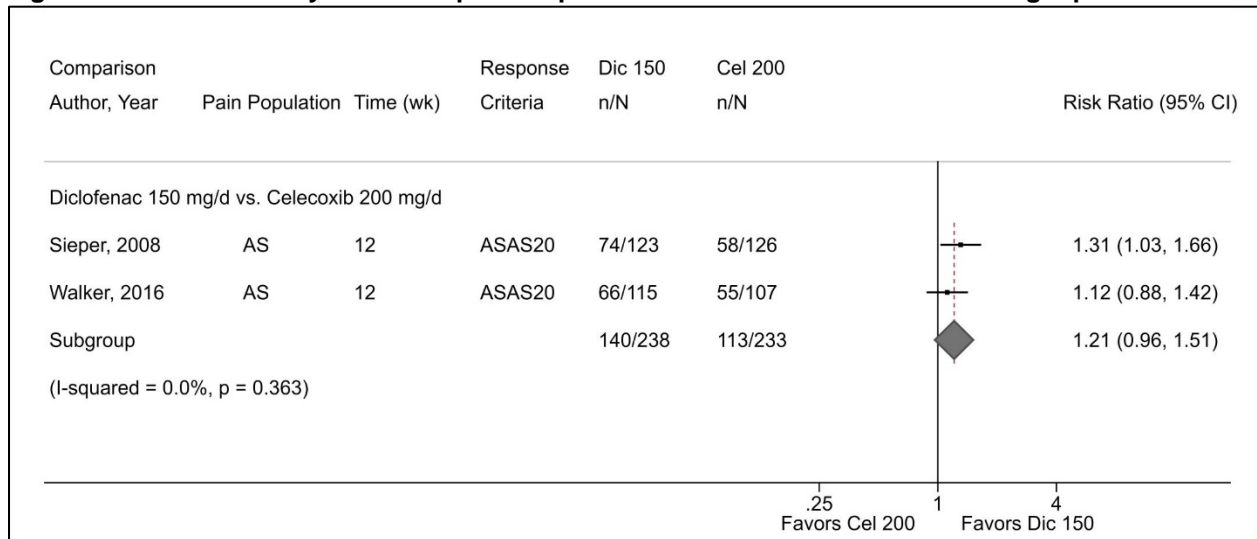 Comparison Response Dic 150 Cel 200
Author, Year Pain Population Time (wk) Criteria n/N n/N Risk Ratio (95% CI)
Diclofenac 150 mg/d vs. Celecoxib 200 mg/d
Sieper, 2008 AS 12 ASAS20 74/123 58/126 1.31 (1.03, 1.66)
Walker, 2016 AS 12 ASAS20 66/115 55/107 1.12 (0.88, 1.42)
Subgroup 140/238 113/233 1.21 (0.96, 1.51)
(I-squared = 0.0%, p = 0.363)
.25 1 4
Favors Cel 200 Favors Dic 150